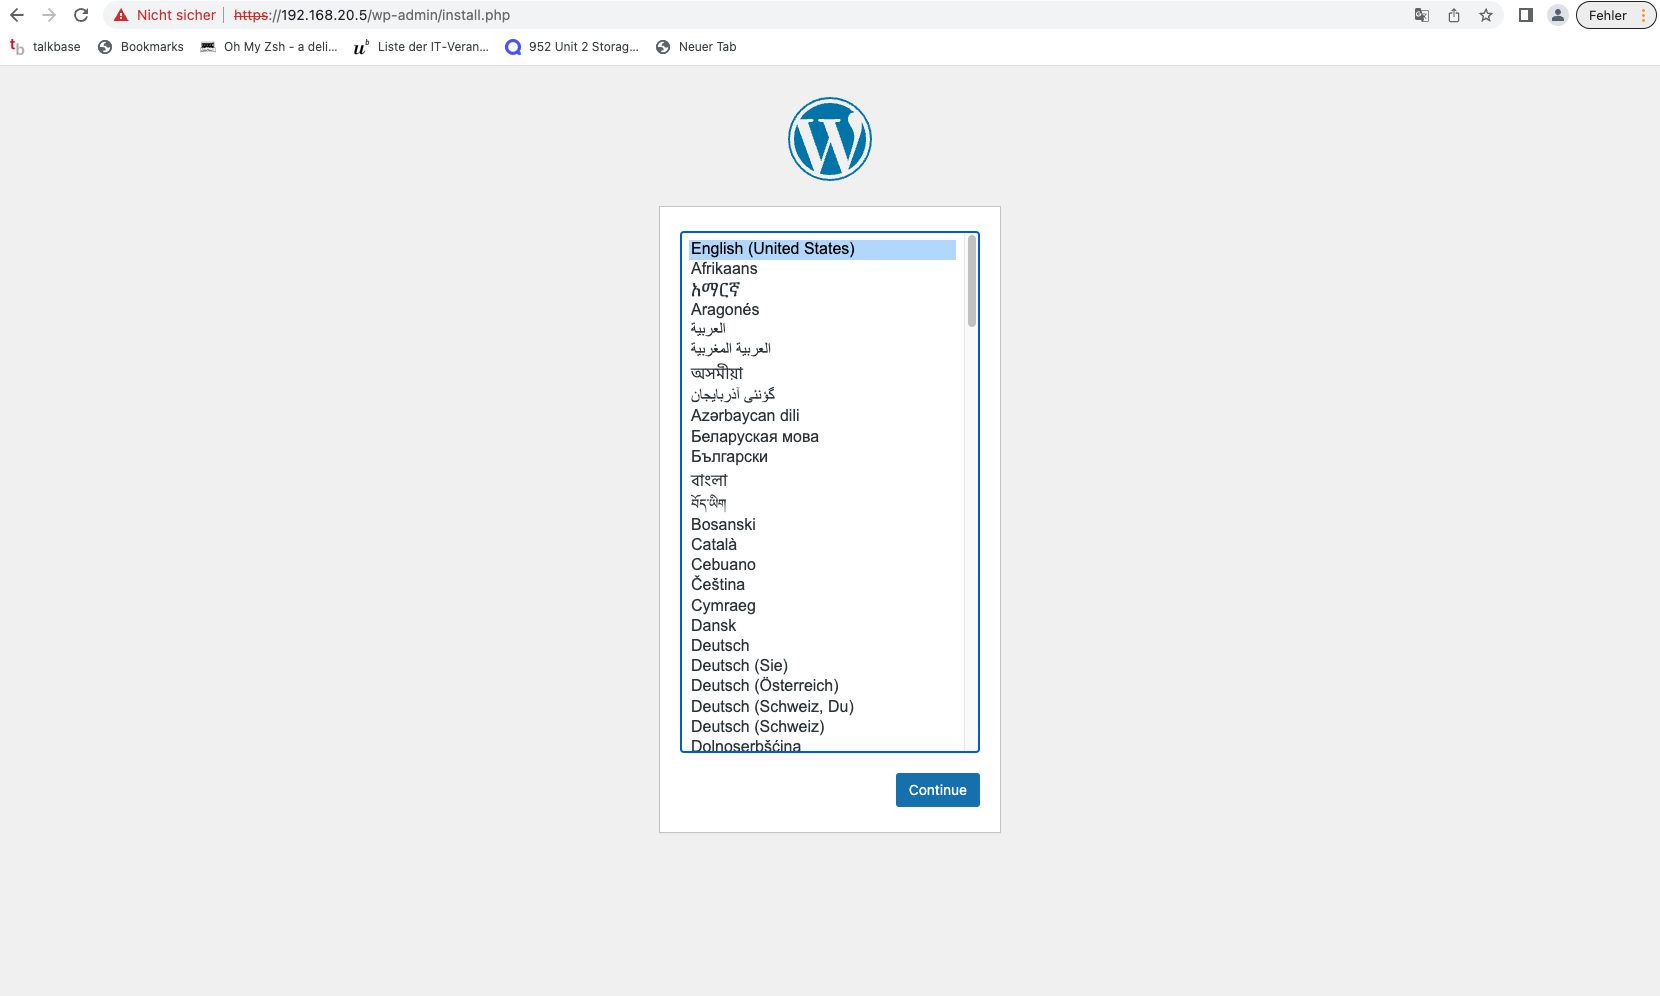 Nicht sicher https://192.168.20.5/wp-admin/install.php Fehler
talkbase Bookmarks Oh My Zsh - a deli... Liste der IT-Veran... 952 Unit 2 Storag... Neuer Tab
English (United States)
Afrikaans
አማርኛ
Aragonés
العربية
العربية المغربية
অসমীয়া
گؤنئی آذربایجان
Azərbaycan dili
Беларуская мова
Български
বাংলা
བོད་ཡིག
Bosanski
Català
Cebuano
Čeština
Cymraeg
Dansk
Deutsch
Deutsch (Sie)
Deutsch (Österreich)
Deutsch (Schweiz, Du)
Deutsch (Schweiz)
Dolnoserbšćina
Continue